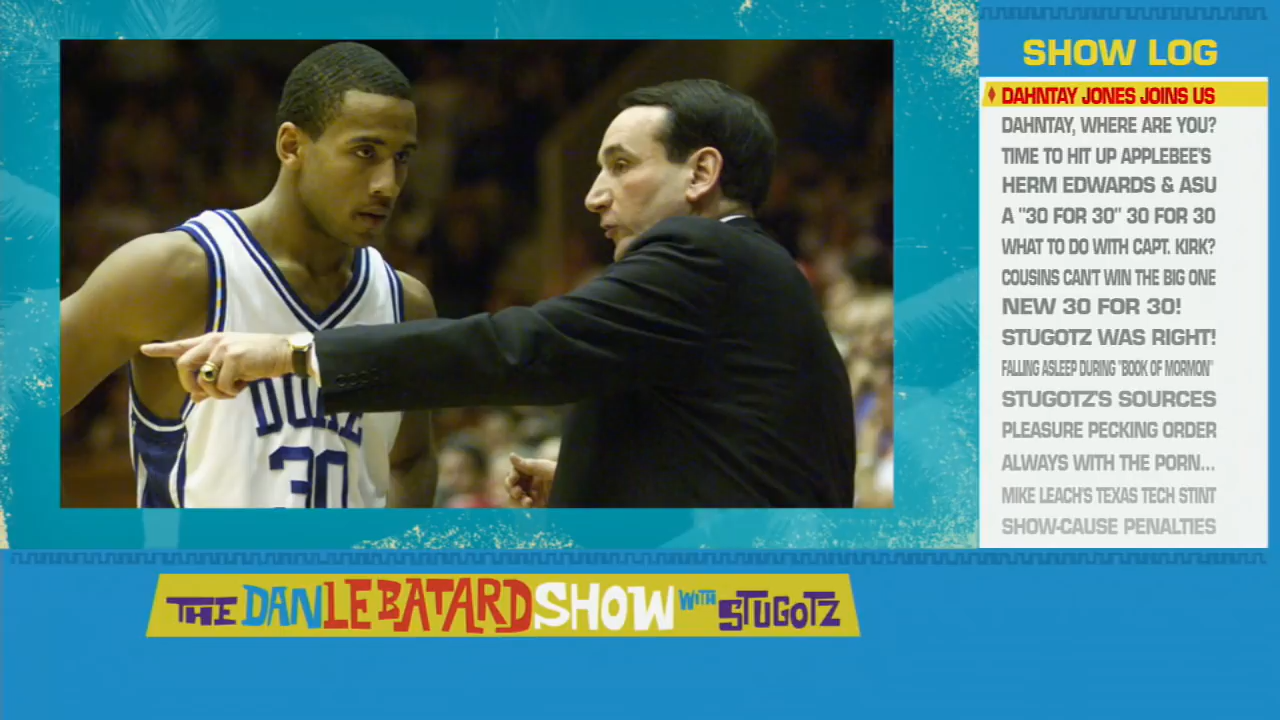 SHOW LOG
DAHNTAY JONES JOINS US
DAHNTAY, WHERE ARE YOU?
TIME TO HIT UP APPLEBEE'S
HERM EDWARDS & ASU
A "30 FOR 30" 30 FOR 30
WHAT TO DO WITH CAPT. KIRK?
COUSINS CAN'T WIN THE BIG ONE
NEW 30 FOR 30!
STUGOTZ WAS RIGHT!
FALLING ASLEEP DURING "BOOK OF MORMON"
STUGOTZ'S SOURCES
PLEASURE PECKING ORDER
ALWAYS WITH THE PORN...
MIKE LEACH'S TEXAS TECH STINT
SHOW-CAUSE PENALTIES
DUKE
30
THE DAN LE BATARD SHOW WITH STUGOTZ